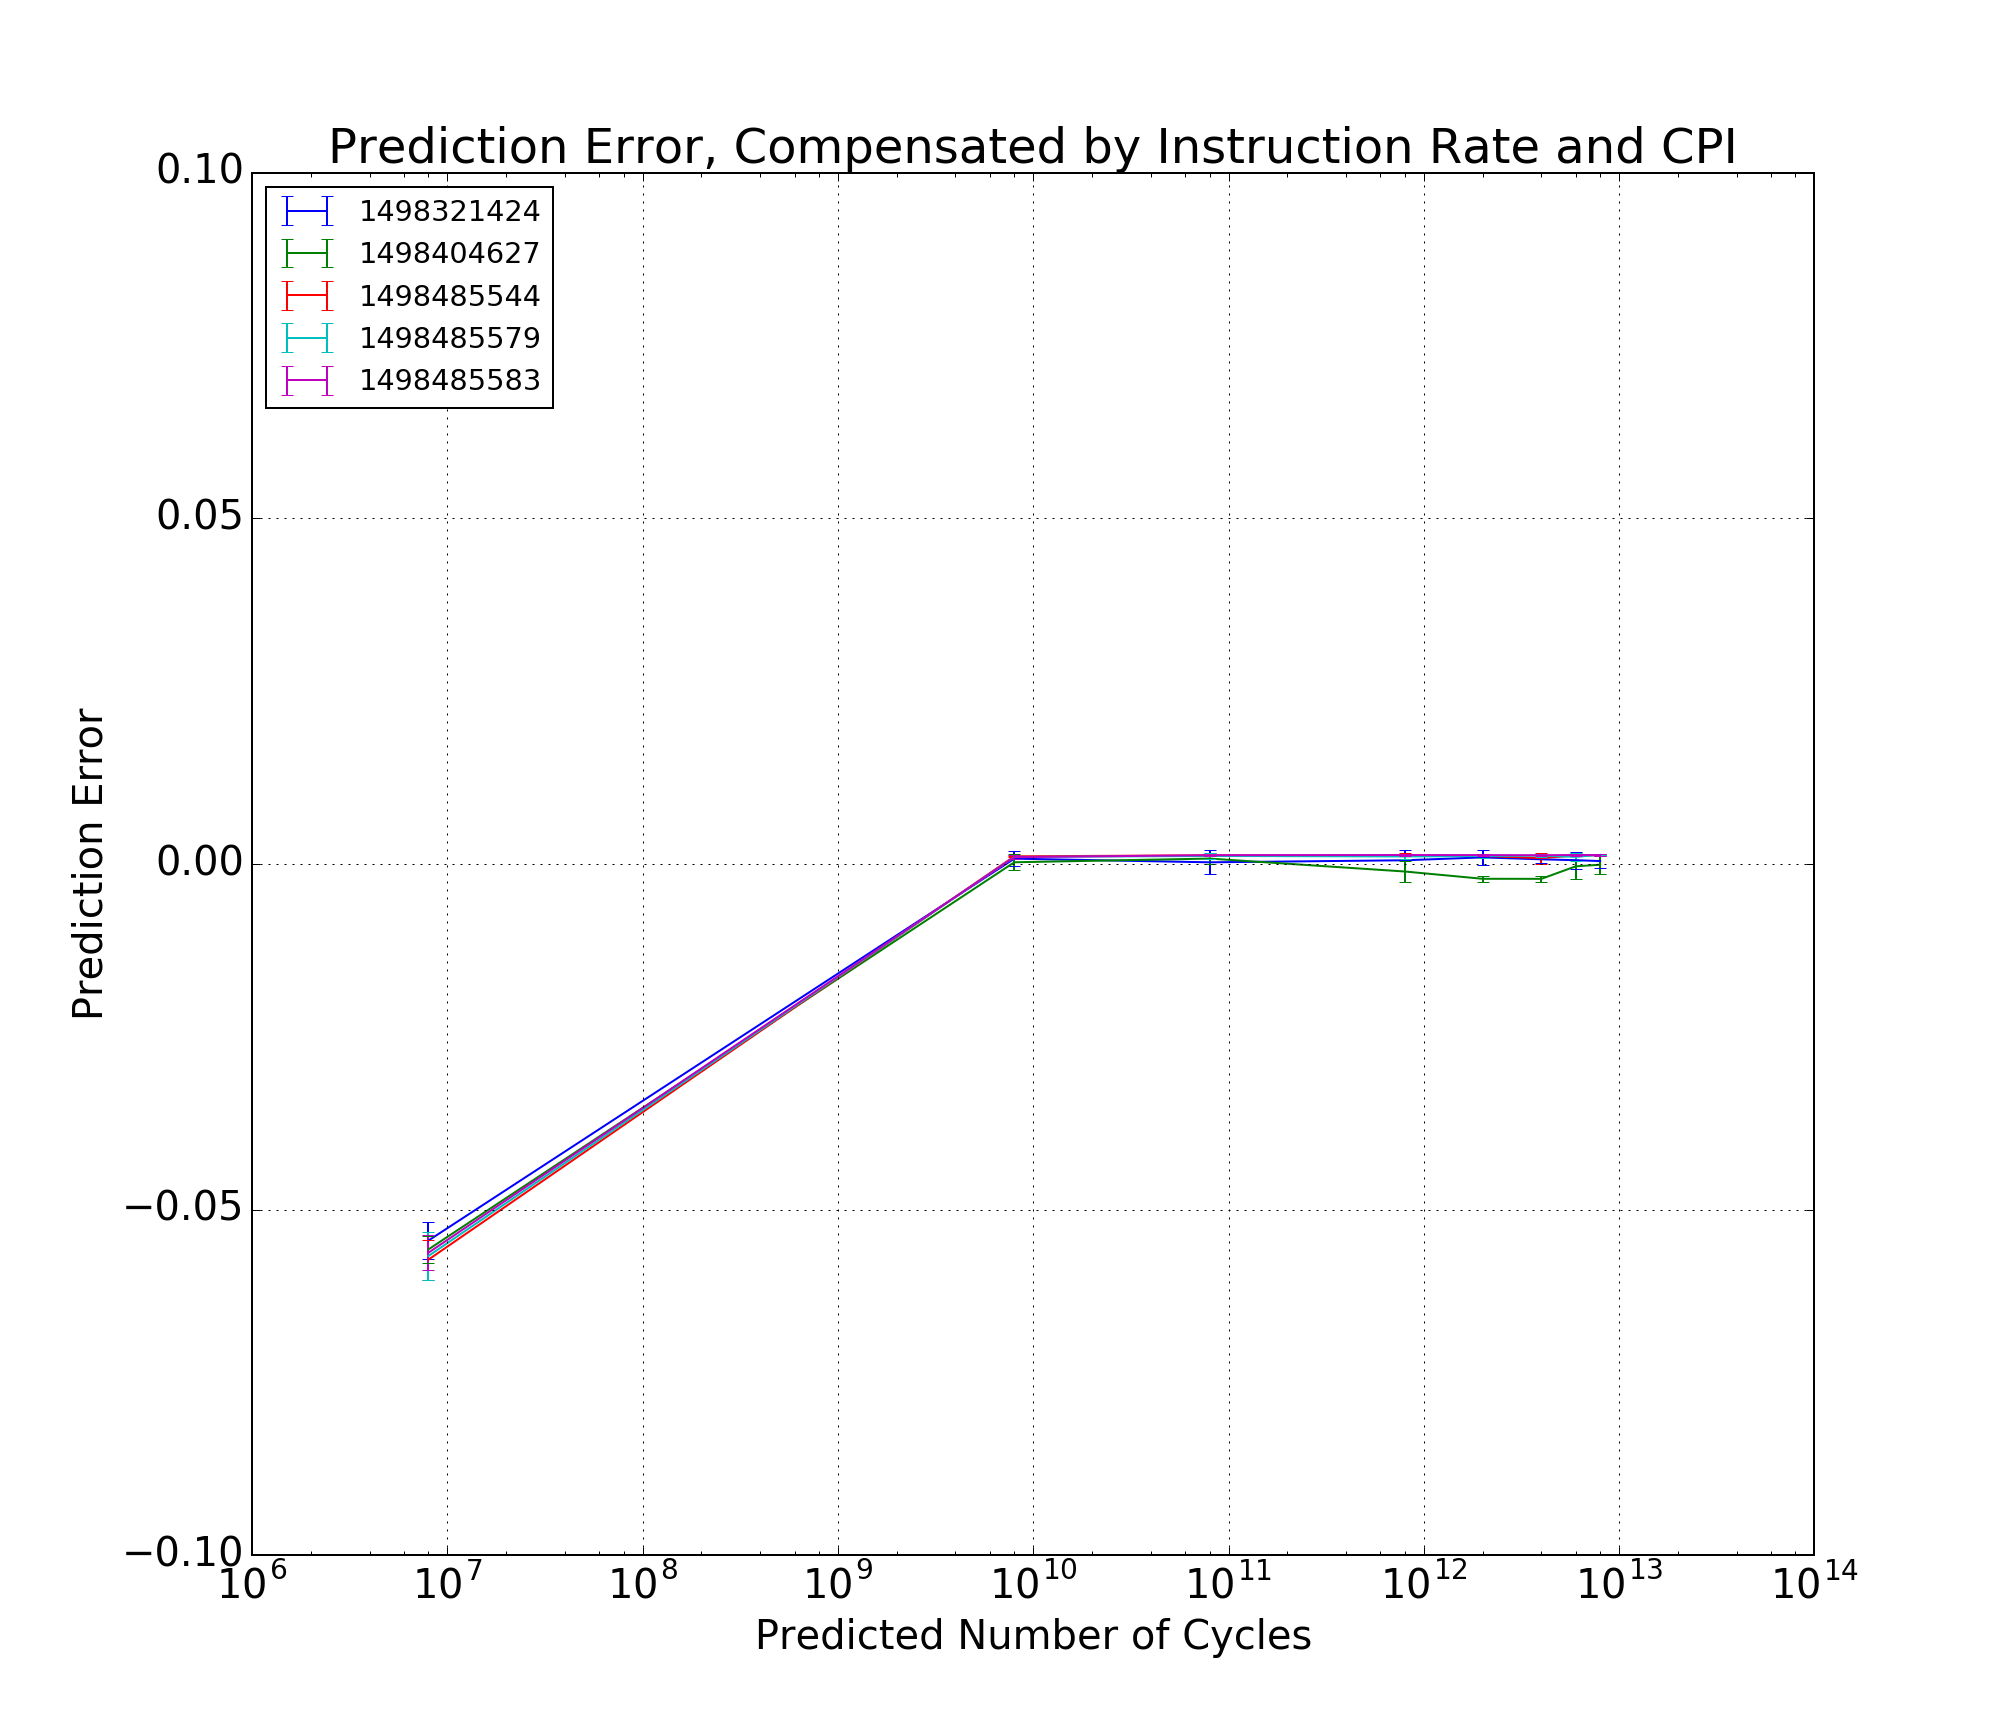 Prediction Error, Compensated by Instruction Rate and CPI
0.10
1498321424
1498404627
1498485544
1498485579
1498485583
0.05
0.00
−0.05
−0.10
Prediction Error
10^6 10^7 10^8 10^9 10^10 10^11 10^12 10^13 10^14
Predicted Number of Cycles